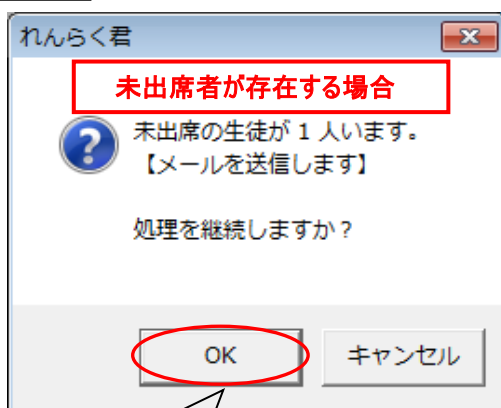 れんらく君
未出席者が存在する場合
未出席の生徒が 1 人います。
【メールを送信します】
処理を継続しますか？
OK
キャンセル